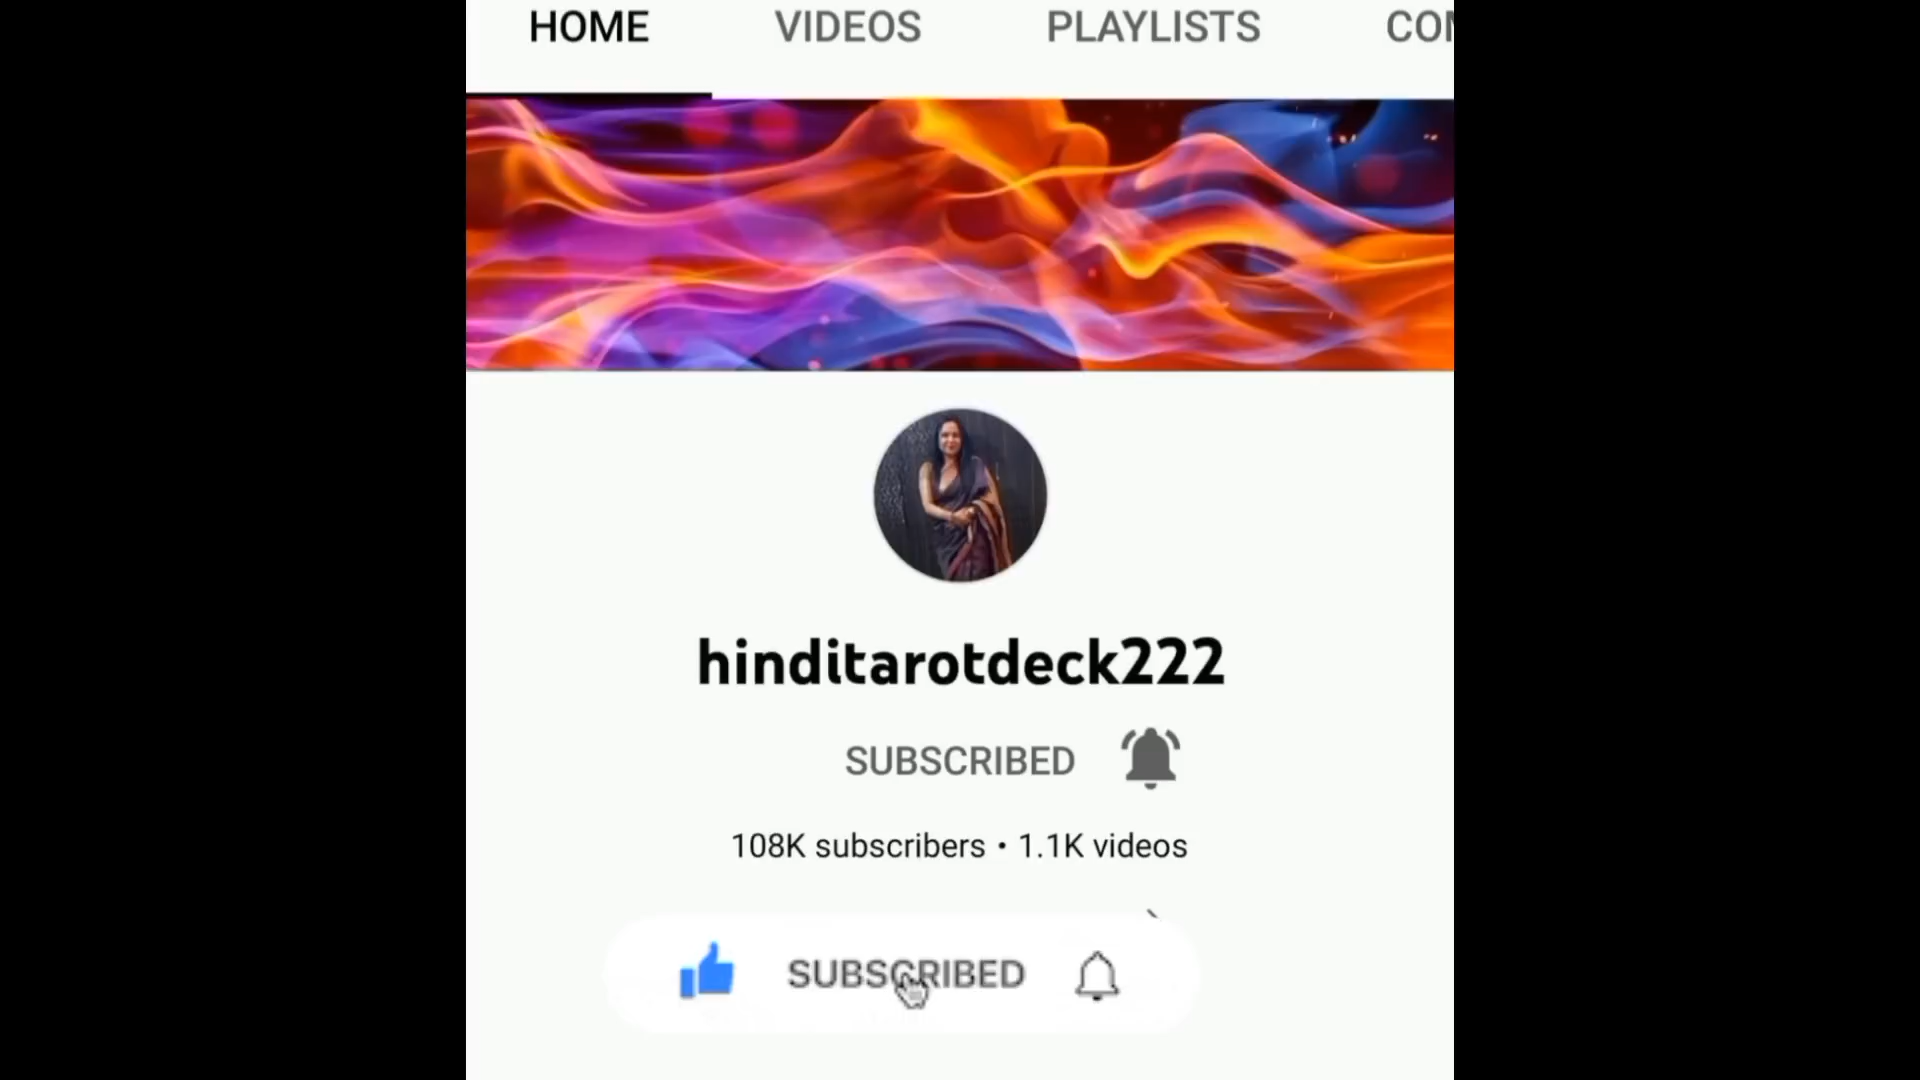 HOME VIDEOS PLAYLISTS
hinditarotdeck222
SUBSCRIBED
108K subscribers • 1.1K videos
SUBSCRIBED